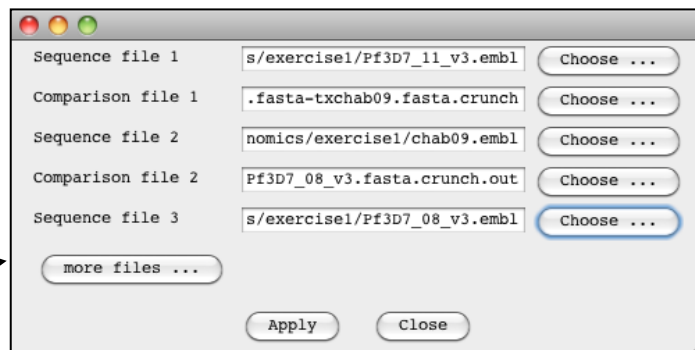 Sequence file 1 s/exercise1/Pf3D7_11_v3.embl Choose ...
Comparison file 1 .fasta-txchab09.fasta.crunch Choose ...
Sequence file 2 nomics/exercise1/chab09.embl Choose ...
Comparison file 2 Pf3D7_08_v3.fasta.crunch.out Choose ...
Sequence file 3 s/exercise1/Pf3D7_08_v3.embl Choose ...
more files ...
Apply Close